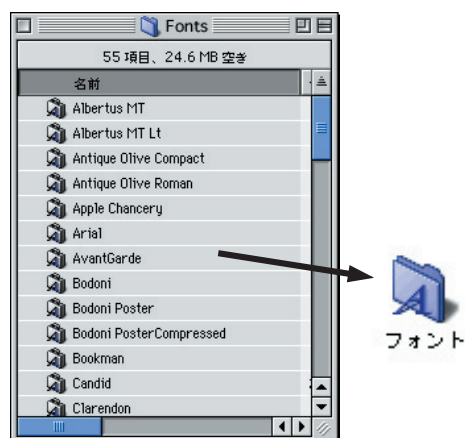 Fonts
55 項目、24.6 MB 空き
名前
Albertus MT
Albertus MT Lt
Antique Olive Compact
Antique Olive Roman
Apple Chancery
Arial
AvantGarde
Bodoni
Bodoni Poster
Bodoni PosterCompressed
Bookman
Candid
Clarendon
フォント